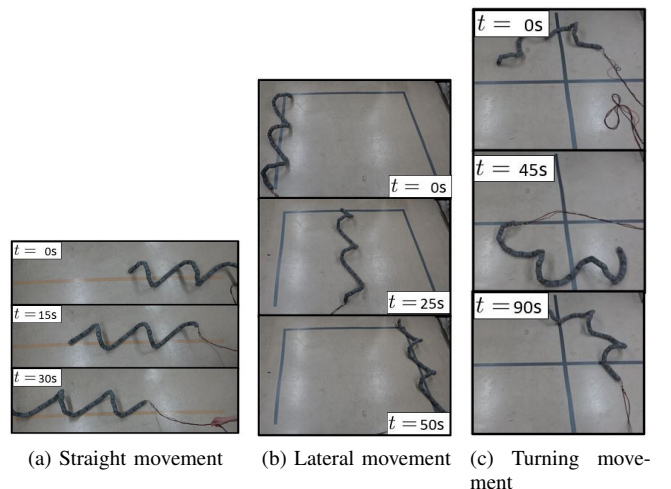 t = 0s
t = 15s
t = 30s
(a) Straight movement
t = 0s
t = 25s
t = 50s
(b) Lateral movement
t = 0s
t = 45s
t = 90s
(c) Turning move-
ment